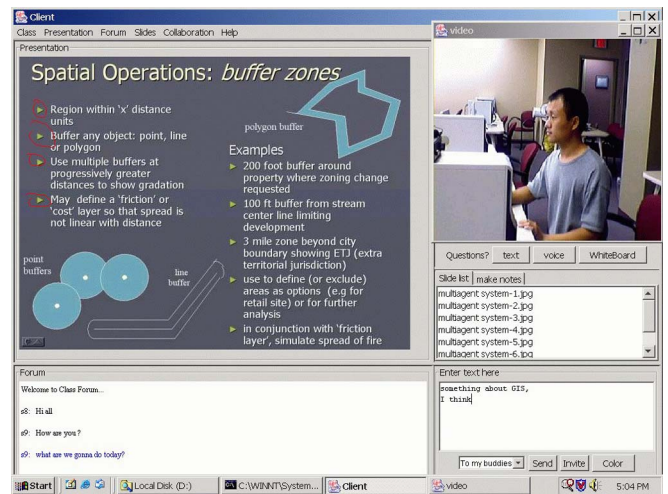 Client
Class Presentation Forum Slides Collaboration Help
Presentation
Spatial Operations: buffer zones
Region within 'x' distance
units
Buffer any object: point, line
or polygon
Use multiple buffers at
progressively greater
distances to show gradation
May define a 'friction' or
'cost' layer so that spread is
not linear with distance
point
buffers
line
buffer
polygon buffer
Examples
200 foot buffer around
property where zoning change
requested
100 ft buffer from stream
center line limiting
development
3 mile zone beyond city
boundary showing ETJ (extra
territorial jurisdiction)
use to define (or exclude)
areas as options (e.g for
retail site) or for further
analysis
in conjunction with 'friction
layer', simulate spread of fire
video
Questions? text voice WhiteBoard
Slide list make notes
multiagent system-1.jpg
multiagent system-2.jpg
multiagent system-3.jpg
multiagent system-4.jpg
multiagent system-5.jpg
multiagent system-6.jpg
Forum
Welcome to Class Forum...
s8: Hi all
s9: How are you ?
s9: what are we gonna do today?
Enter text here
something about GIS,
I think
To my buddies Send Invite Color
Start Local Disk (D:) C:\WINNT\System... Client video 5:04 PM